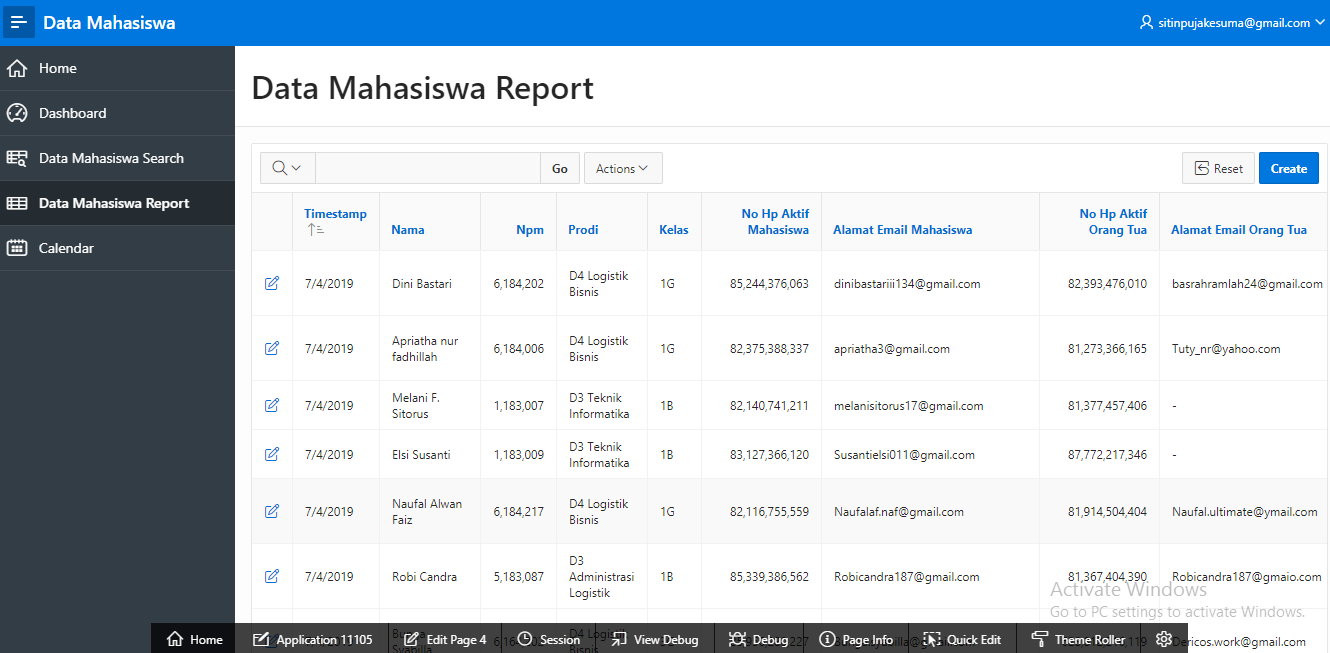 Data Mahasiswa
sitinpujakesuma@gmail.com
Home
Dashboard
Data Mahasiswa Search
Data Mahasiswa Report
Calendar
Data Mahasiswa Report
Go
Actions
Reset
Create
Timestamp Nama Npm Prodi Kelas No Hp Aktif Mahasiswa Alamat Email Mahasiswa No Hp Aktif Orang Tua Alamat Email Orang Tua
7/4/2019 Dini Bastari 6,184,202 D4 Logistik Bisnis 1G 85,244,376,063 dinibastariii134@gmail.com 82,393,476,010 basrahramlah24@gmail.com
7/4/2019 Apriatha nur fadhillah 6,184,006 D4 Logistik Bisnis 1G 82,375,388,337 apriatha3@gmail.com 81,273,366,165 Tuty_nr@yahoo.com
7/4/2019 Melani F. Sitorus 1,183,007 D3 Teknik Informatika 1B 82,140,741,211 melanisitorus17@gmail.com 81,377,457,406 -
7/4/2019 Elsi Susanti 1,183,009 D3 Teknik Informatika 1B 83,127,366,120 Susantielsi011@gmail.com 87,772,217,346 -
7/4/2019 Naufal Alwan Faiz 6,184,217 D4 Logistik Bisnis 1G 82,116,755,559 Naufalaf.naf@gmail.com 81,914,504,404 Naufal.ultimate@ymail.com
7/4/2019 Robi Candra 5,183,087 D3 Administrasi Logistik 1B 85,339,386,562 Robicandra187@gmail.com 81,367,404,390 Robicandra187@gmaio.com
Activate Windows
Go to PC settings to activate Windows.
D4 Logistik
Dericos.work@gmail.com
Home
Application 11105
Edit Page 4
Session
View Debug
Debug
Page Info
Quick Edit
Theme Roller